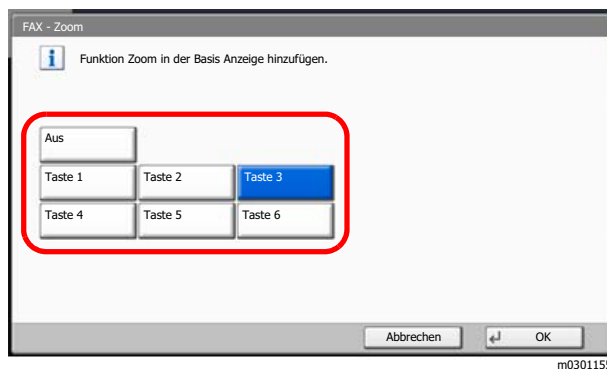 FAX - Zoom
Funktion Zoom in der Basis Anzeige hinzufügen.
Aus
Taste 1 Taste 2 Taste 3
Taste 4 Taste 5 Taste 6
Abbrechen OK
m0301155